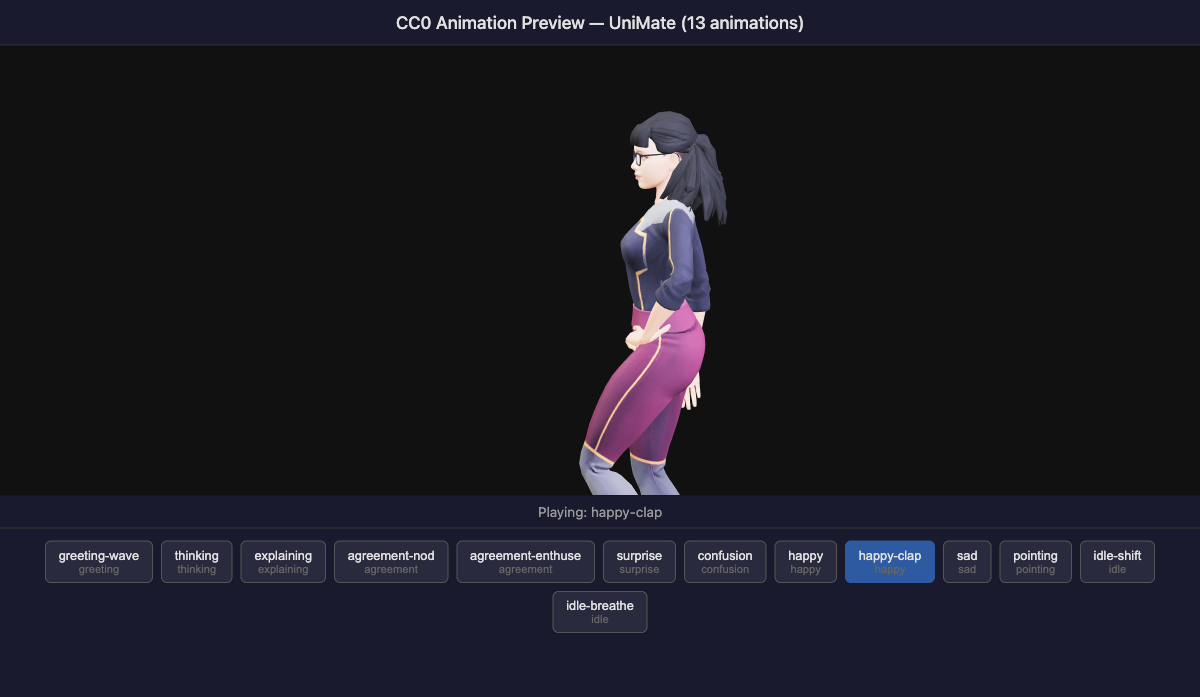 CC0 Animation Preview — UniMate (13 animations)
Playing: happy-clap
greeting-wave
greeting
thinking
thinking
explaining
explaining
agreement-nod
agreement
agreement-enthuse
agreement
surprise
surprise
confusion
confusion
happy
happy
happy-clap
happy
sad
sad
pointing
pointing
idle-shift
idle
idle-breathe
idle